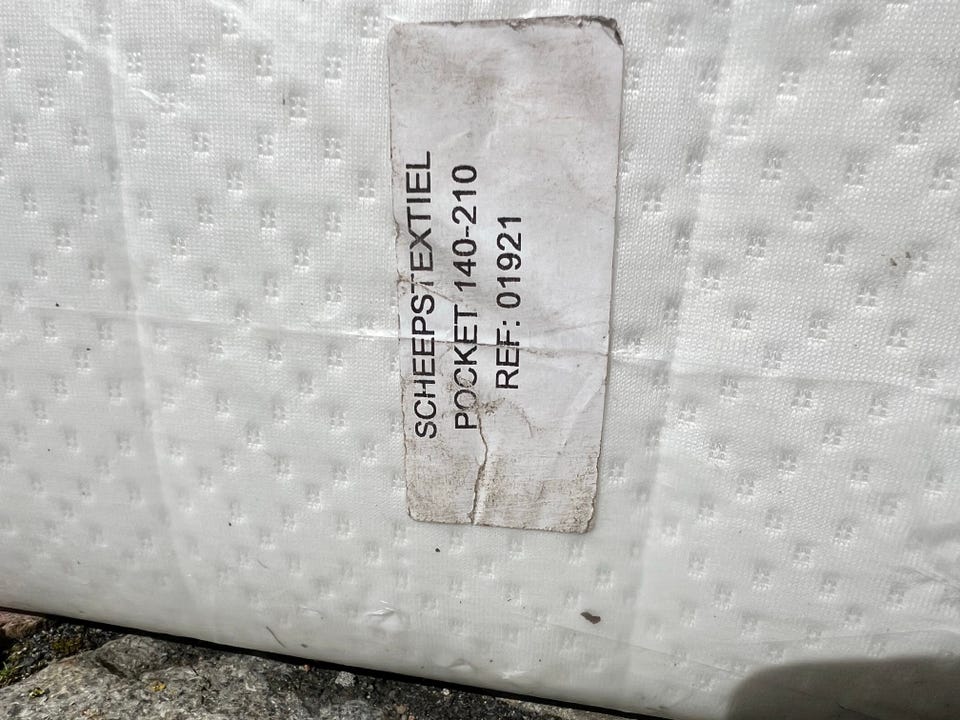 SCHEEPSTEXTIEL
POCKET 140-210
REF: 01921